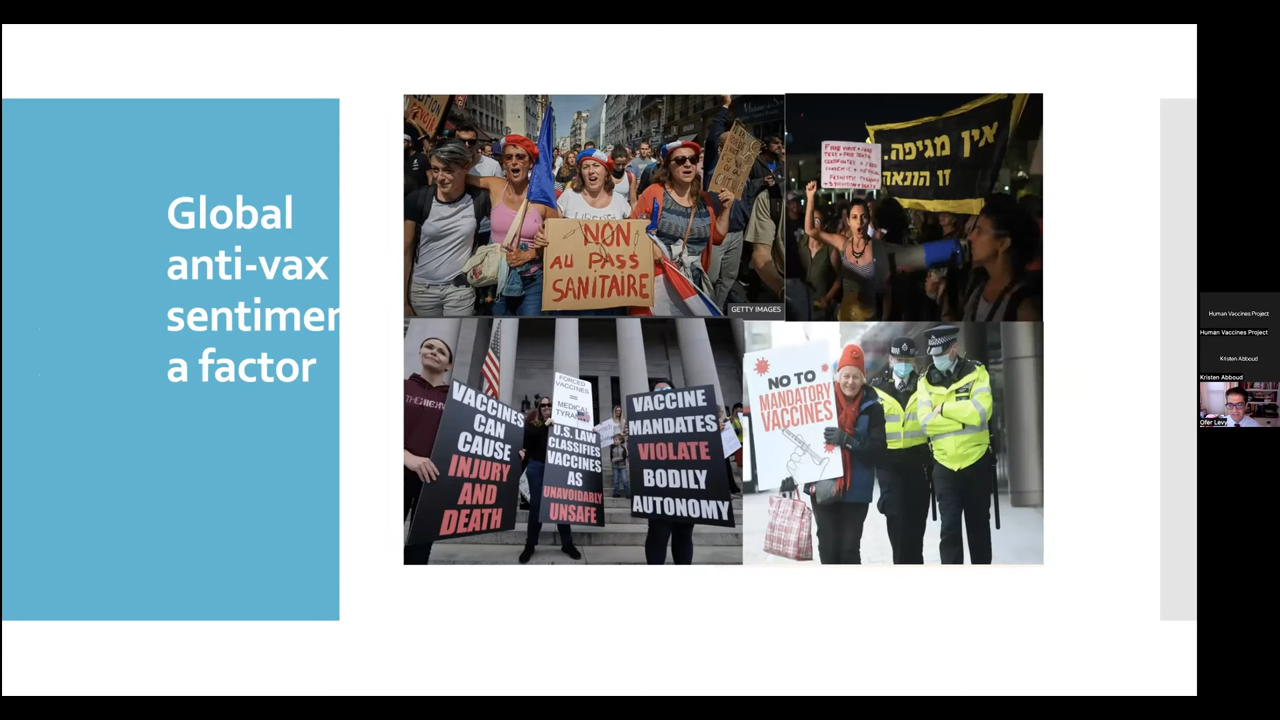 Global
anti-vax
sentimen
a factor
NON
AU PASS
SANITAIRE
GETTY IMAGES
אין מגיפה.
זו הונאה
VACCINES
CAN
CAUSE
INJURY
AND
DEATH
FORCED
VACCINES
=
MEDICAL
U.S. LAW
CLASSIFIES
VACCINES
AS
UNAVOIDABLY
UNSAFE
VACCINE
MANDATES
VIOLATE
BODILY
AUTONOMY
NO TO
MANDATORY
VACCINES
Human Vaccines Project
Human Vaccines Project
Kristen Abboud
Kristen Abboud
Ofer Levy